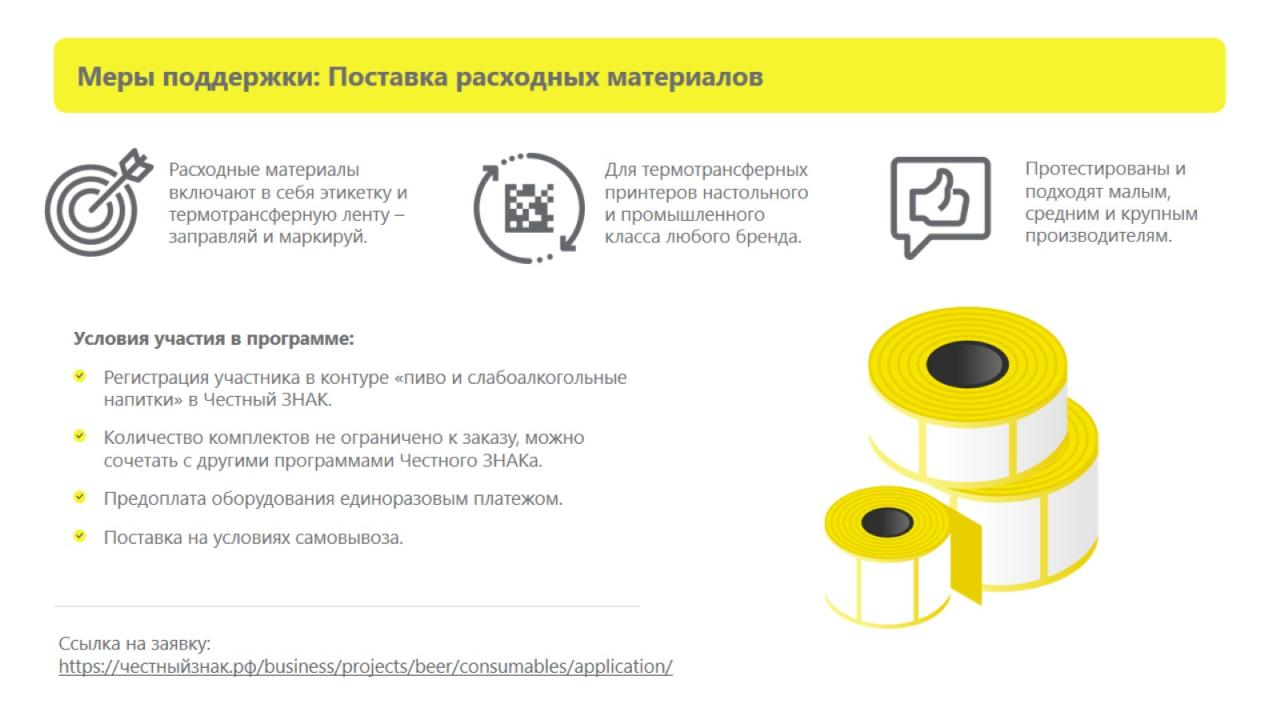 Меры поддержки: Поставка расходных материалов
Расходные материалы
включают в себя этикетку и
термотрансферную ленту –
заправляй и маркируй.
Для термотрансферных
принтеров настольного
и промышленного
класса любого бренда.
Протестированы и
подходят малым,
средним и крупным
производителям.
Условия участия в программе:
Регистрация участника в контуре «пиво и слабоалкогольные
напитки» в Честный ЗНАК.
Количество комплектов не ограничено к заказу, можно
сочетать с другими программами Честного ЗНАКа.
Предоплата оборудования единоразовым платежом.
Поставка на условиях самовывоза.
Ссылка на заявку:
https://честныйзнак.рф/business/projects/beer/consumables/application/